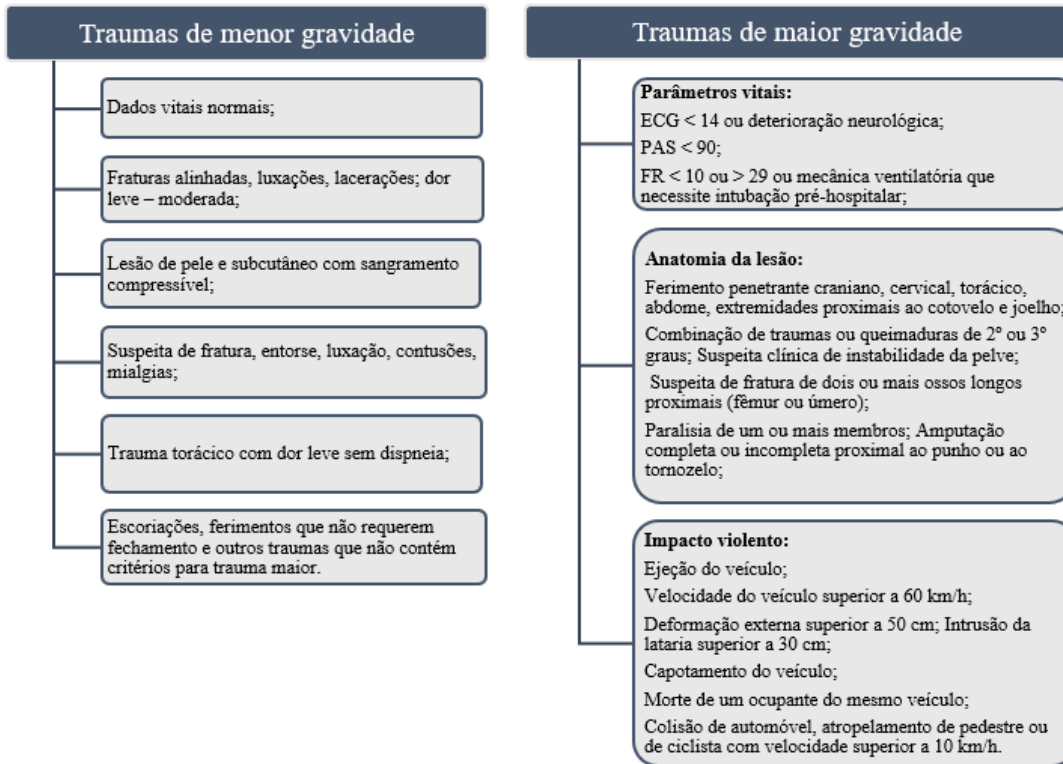 Traumas de menor gravidade
Dados vitais normais;
Fraturas alinhadas, luxações, lacerações; dor
leve – moderada;
Lesão de pele e subcutâneo com sangramento
compressível;
Suspeita de fratura, entorse, luxação, contusões,
mialgias;
Trauma torácico com dor leve sem dispneia;
Escoriações, ferimentos que não requerem
fechamento e outros traumas que não contém
critérios para trauma maior.
Traumas de maior gravidade
Parâmetros vitais:
ECG < 14 ou deterioração neurológica;
PAS < 90;
FR < 10 ou > 29 ou mecânica ventilatória que
necessite intubação pré-hospitalar;
Anatomia da lesão:
Ferimento penetrante craniano, cervical, torácico,
abdome, extremidades proximais ao cotovelo e joelho;
Combinação de traumas ou queimaduras de 2º ou 3º
graus; Suspeita clínica de instabilidade da pelve;
Suspeita de fratura de dois ou mais ossos longos
proximais (fêmur ou úmero);
Paralisia de um ou mais membros; Amputação
completa ou incompleta proximal ao punho ou ao
tornozelo;
Impacto violento:
Ejeção do veículo;
Velocidade do veículo superior a 60 km/h;
Deformação externa superior a 50 cm; Intrusão da
lataria superior a 30 cm;
Capotamento do veículo;
Morte de um ocupante do mesmo veículo;
Colisão de automóvel, atropelamento de pedestre ou
de ciclista com velocidade superior a 10 km/h.